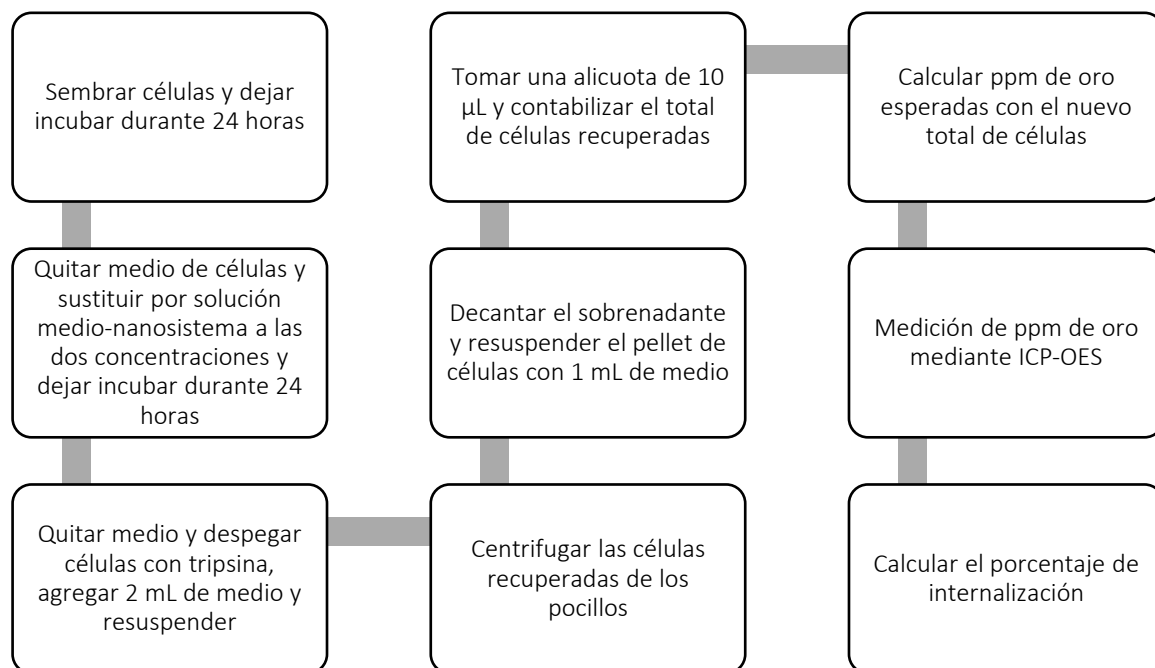 Sembrar células y dejar
incubar durante 24 horas
Quitar medio de células y
sustituir por solución
medio-nanosistema a las
dos concentraciones y
dejar incubar durante 24
horas
Quitar medio y despegar
células con tripsina,
agregar 2 mL de medio y
resuspender
Centrifugar las células
recuperadas de los
pocillos
Decantar el sobrenadante
y resuspender el pellet de
células con 1 mL de medio
Tomar una alicuota de 10
µL y contabilizar el total
de células recuperadas
Calcular ppm de oro
esperadas con el nuevo
total de células
Medición de ppm de oro
mediante ICP-OES
Calcular el porcentaje de
internalización